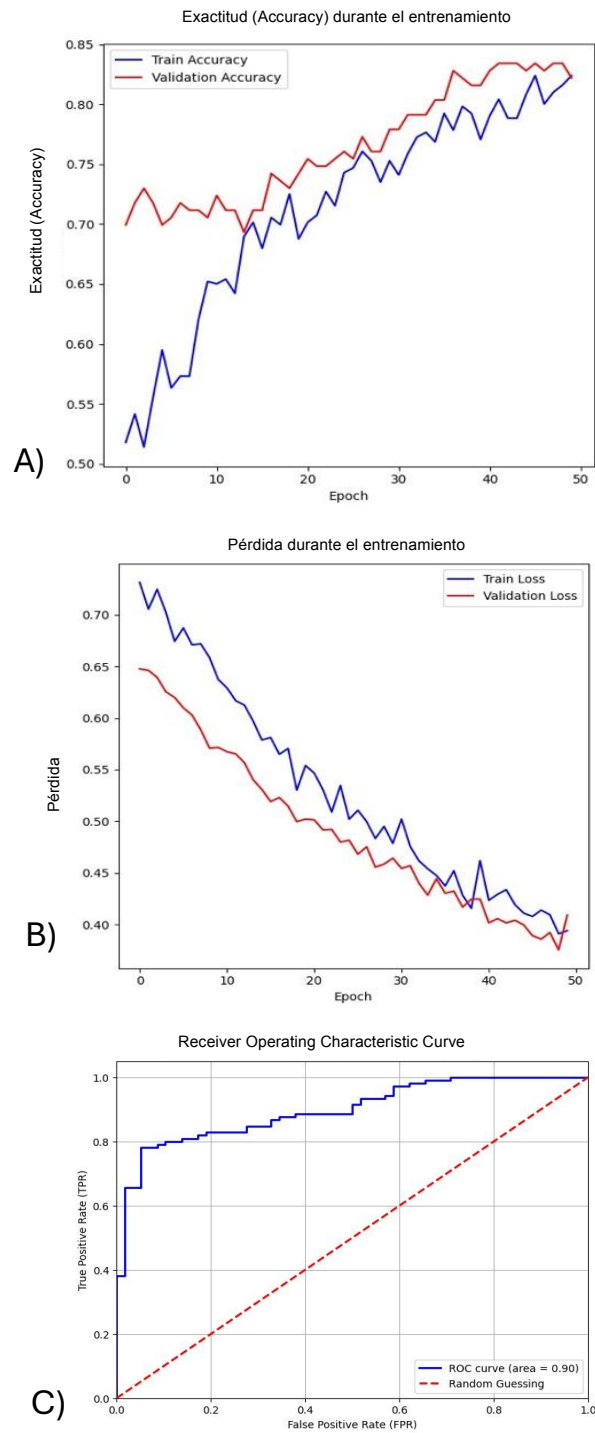 Exactitud (Accuracy) durante el entrenamiento
Train Accuracy
Validation Accuracy
Exactitud (Accuracy)
0.85
0.80
0.75
0.70
0.65
0.60
0.55
0.50
0
10
20
30
40
50
Epoch
A)
Pérdida durante el entrenamiento
Train Loss
Validation Loss
Pérdida
0.70
0.65
0.60
0.55
0.50
0.45
0.40
0
10
20
30
40
50
Epoch
B)
Receiver Operating Characteristic Curve
True Positive Rate (TPR)
1.0
0.8
0.6
0.4
0.2
0.0
ROC curve (area = 0.90)
Random Guessing
0.0
0.2
0.4
0.6
0.8
1.0
False Positive Rate (FPR)
C)